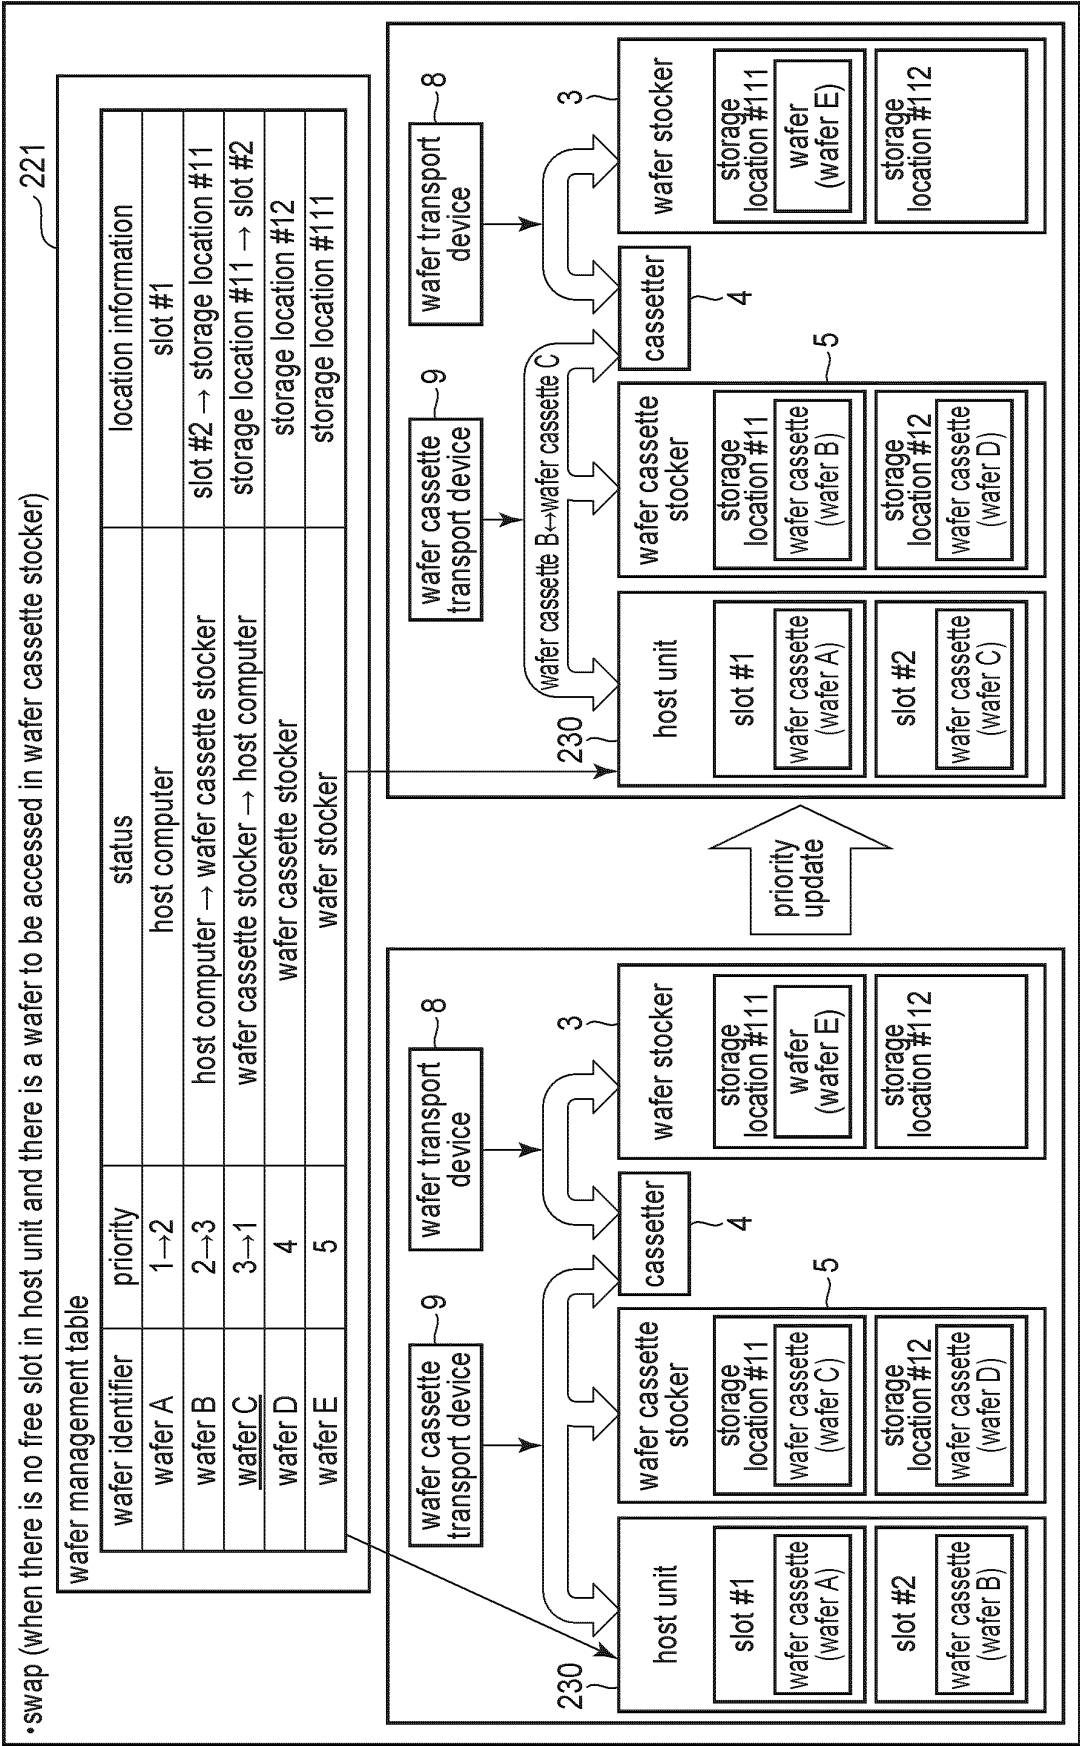 •swap (when there is no free slot in host unit and there is a wafer to be accessed in wafer cassette stocker)
221
wafer management table
wafer identifier priority status location information
wafer A 1→2 host computer slot #1
wafer B 2→3 host computer → wafer cassette stocker slot #2 → storage location #11
wafer C 3→1 wafer cassette stocker → host computer storage location #11 → slot #2
wafer D 4 wafer cassette stocker storage location #12
wafer E 5 wafer stocker storage location #111
wafer cassette
transport device
9
wafer transport
device
8
230
host unit
slot #1
wafer cassette
(wafer A)
slot #2
wafer cassette
(wafer B)
wafer cassette
stocker
5
storage
location #11
wafer cassette
(wafer C)
storage
location #12
wafer cassette
(wafer D)
cassetter
4
3
wafer stocker
storage
location #111
wafer
(wafer E)
storage
location #112
priority
update
wafer cassette
transport device
9
wafer transport
device
8
wafer cassette B↔wafer cassette C
230
host unit
slot #1
wafer cassette
(wafer A)
slot #2
wafer cassette
(wafer C)
wafer cassette
stocker
5
storage
location #11
wafer cassette
(wafer B)
storage
location #12
wafer cassette
(wafer D)
cassetter
4
3
wafer stocker
storage
location #111
wafer
(wafer E)
storage
location #112